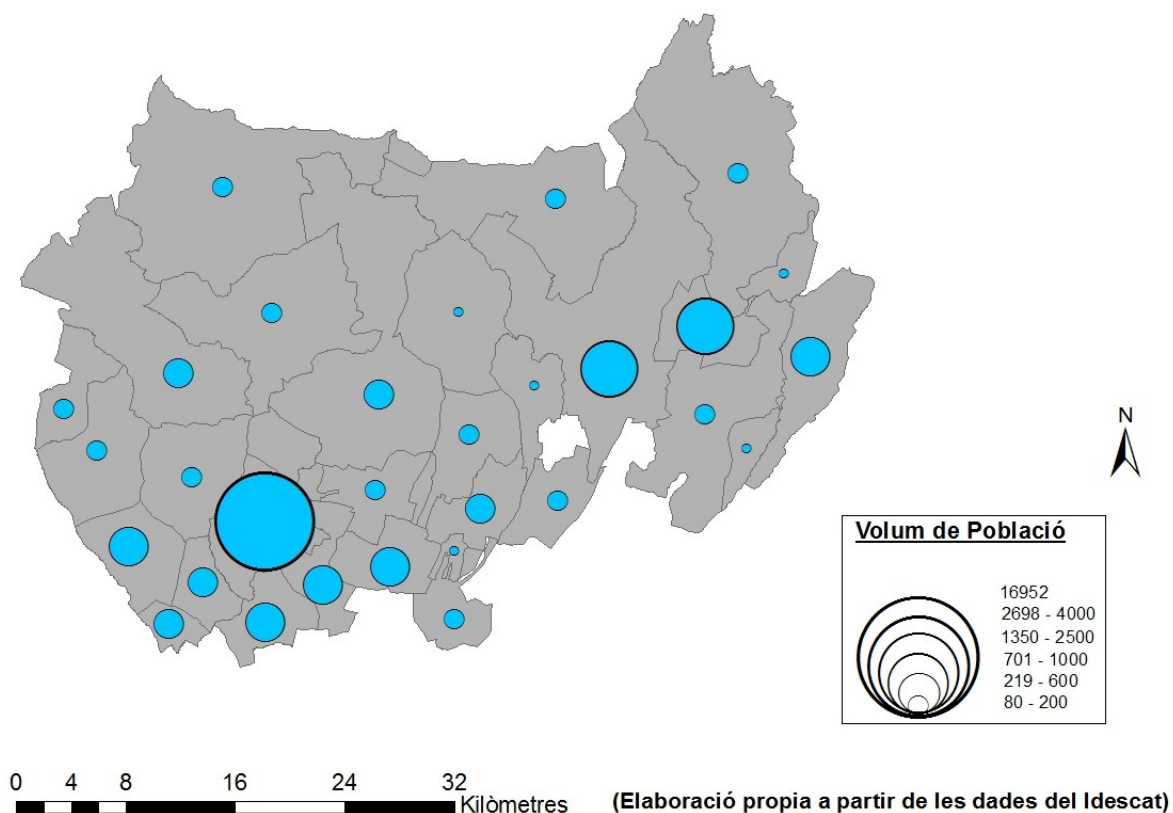 N
Volum de Població
16952
2698 - 4000
1350 - 2500
701 - 1000
219 - 600
80 - 200
0 4 8 16 24 32
Kilòmetres
(Elaboració propia a partir de les dades del Idescat)